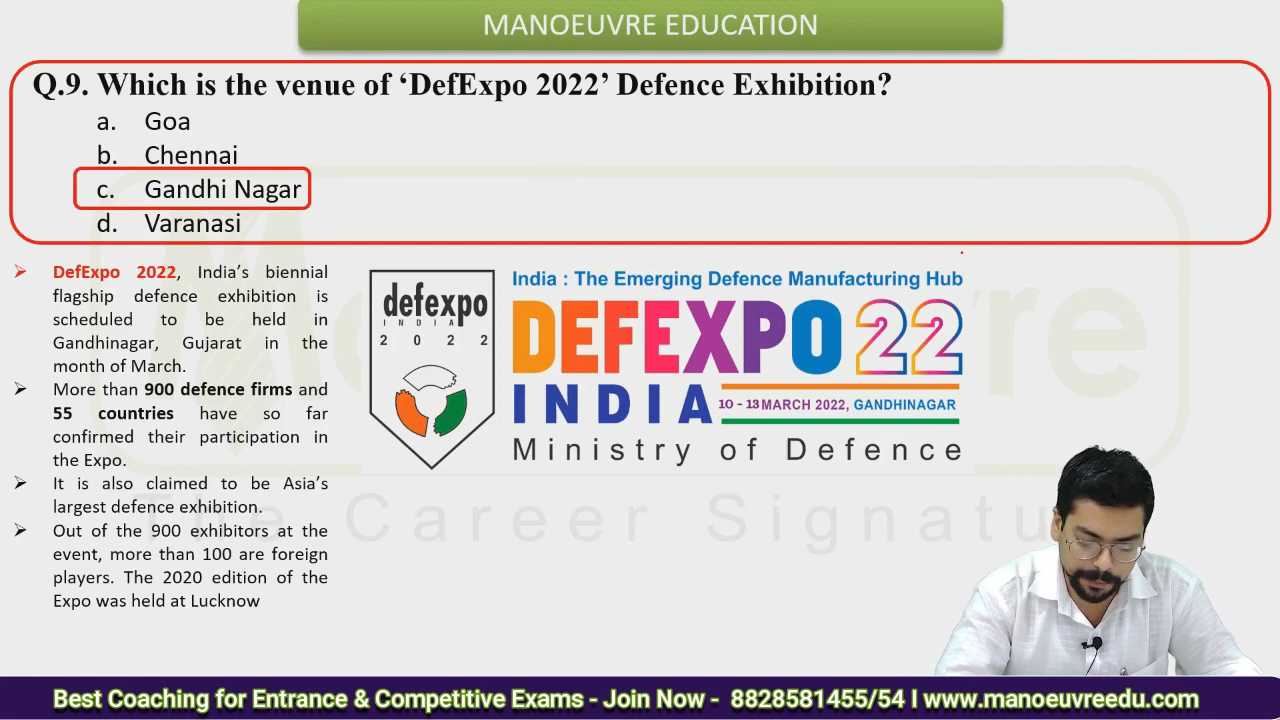 MANOEUVRE EDUCATION
Q.9. Which is the venue of ‘DefExpo 2022’ Defence Exhibition?
a. Goa
b. Chennai
c. Gandhi Nagar
d. Varanasi
➢ DefExpo 2022, India’s biennial
flagship defence exhibition is
scheduled to be held in
Gandhinagar, Gujarat in the
month of March.
➢ More than 900 defence firms and
55 countries have so far
confirmed their participation in
the Expo.
➢ It is also claimed to be Asia’s
largest defence exhibition.
➢ Out of the 900 exhibitors at the
event, more than 100 are foreign
players. The 2020 edition of the
Expo was held at Lucknow
defexpo
INDIA
2022
India : The Emerging Defence Manufacturing Hub
DEFEXPO 22
INDIA 10 - 13 MARCH 2022, GANDHINAGAR
Ministry of Defence
The Career Signatu
Best Coaching for Entrance & Competitive Exams - Join Now - 8828581455/54 I www.manoeuvreedu.com